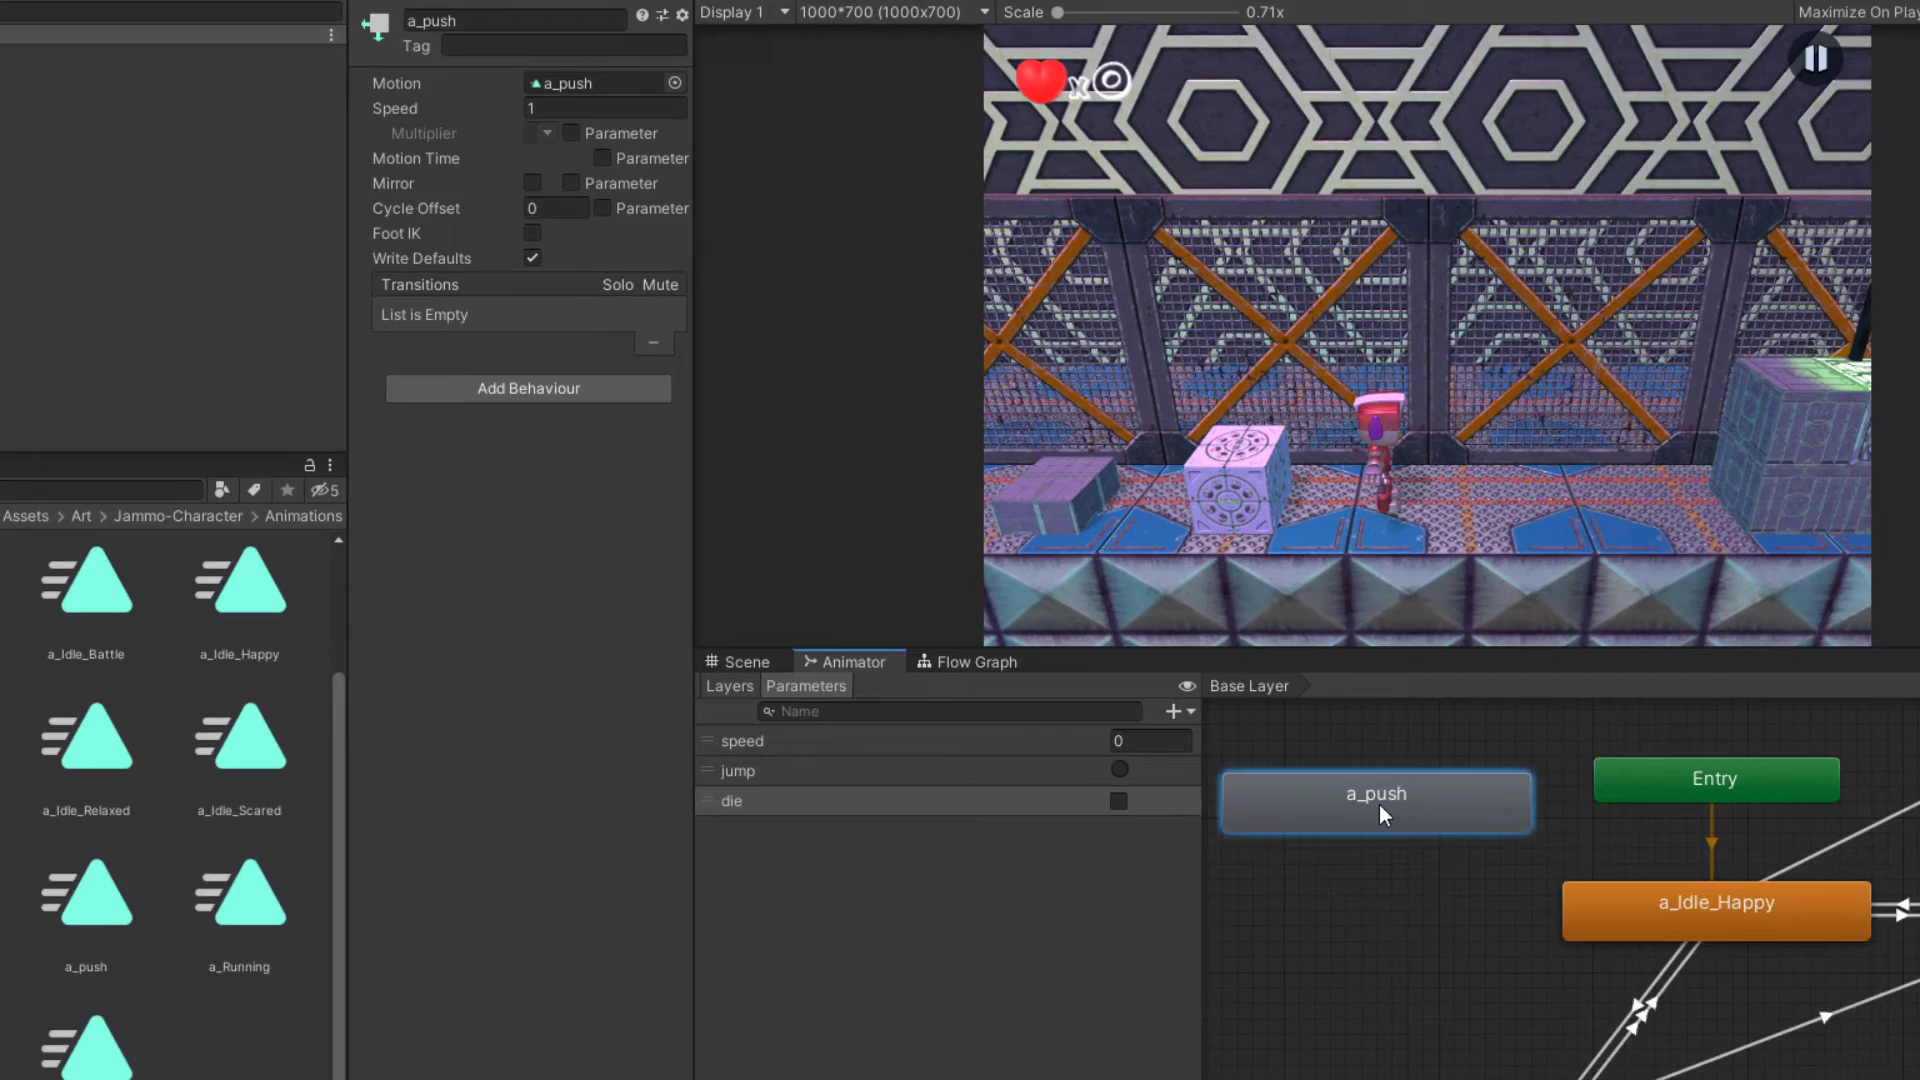 a_push
Tag
Motion
a_push
Speed
1
Multiplier
Parameter
Motion Time
Parameter
Mirror
Parameter
Cycle Offset
0
Parameter
Foot IK
Write Defaults
Transitions
Solo Mute
List is Empty
Add Behaviour
5
Assets > Art > Jammo-Character > Animations
a_Idle_Battle
a_Idle_Happy
a_Idle_Relaxed
a_Idle_Scared
a_push
a_Running
Display 1
1000*700 (1000x700)
Scale
0.71x
Maximize On Play
x
Scene
Animator
Flow Graph
Layers
Parameters
Base Layer
Name
speed
0
jump
die
a_push
Entry
a_Idle_Happy